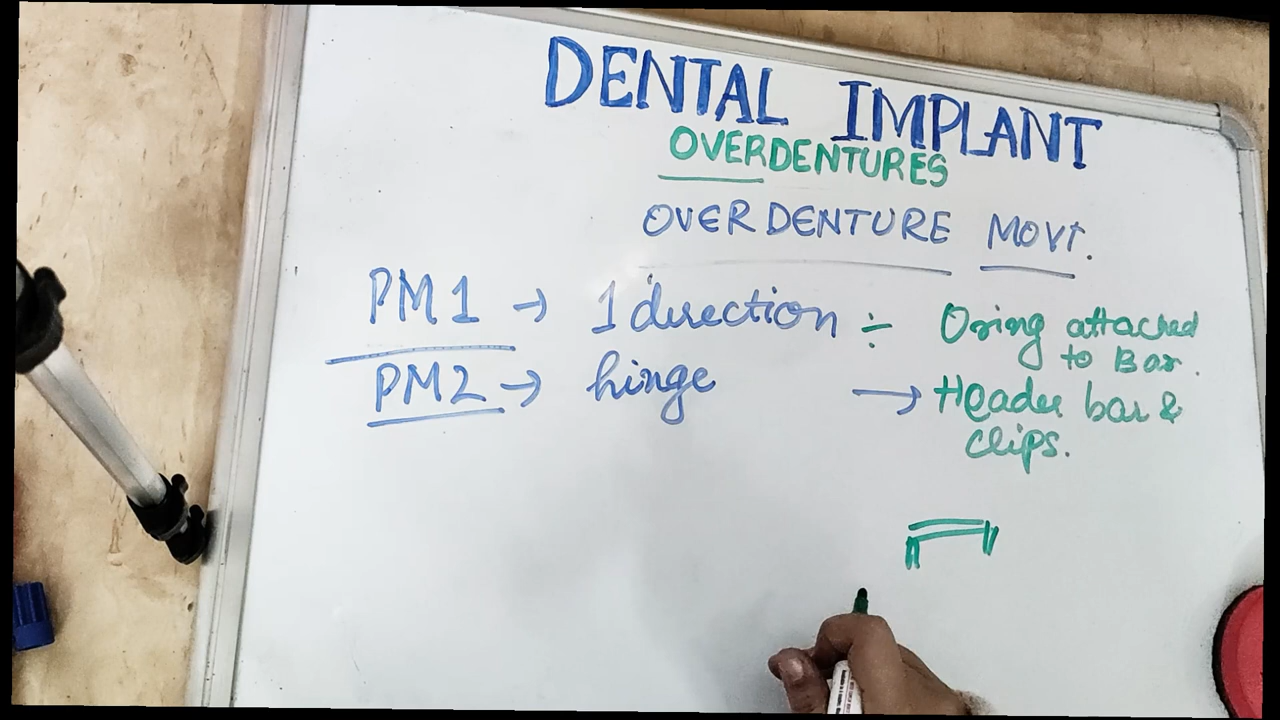 DENTAL IMPLANT
OVERDENTURES
OVERDENTURE MOVT.
PM1 → 1 direction ÷ Oring attached to Bar.
PM2 → hinge → Header bar & clips.